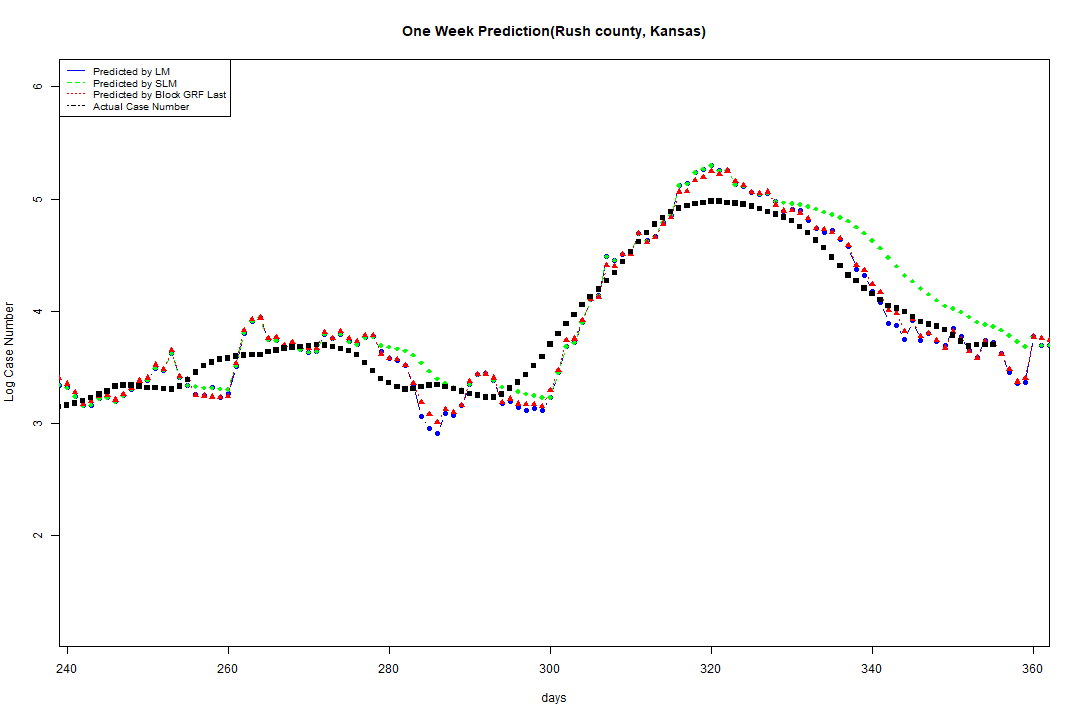 One Week Prediction(Rush county, Kansas)
Predicted by LM
Predicted by SLM
Predicted by Block GRF Last
Actual Case Number
6
5
4
3
2
Log Case Number
240 260 280 300 320 340 360
days